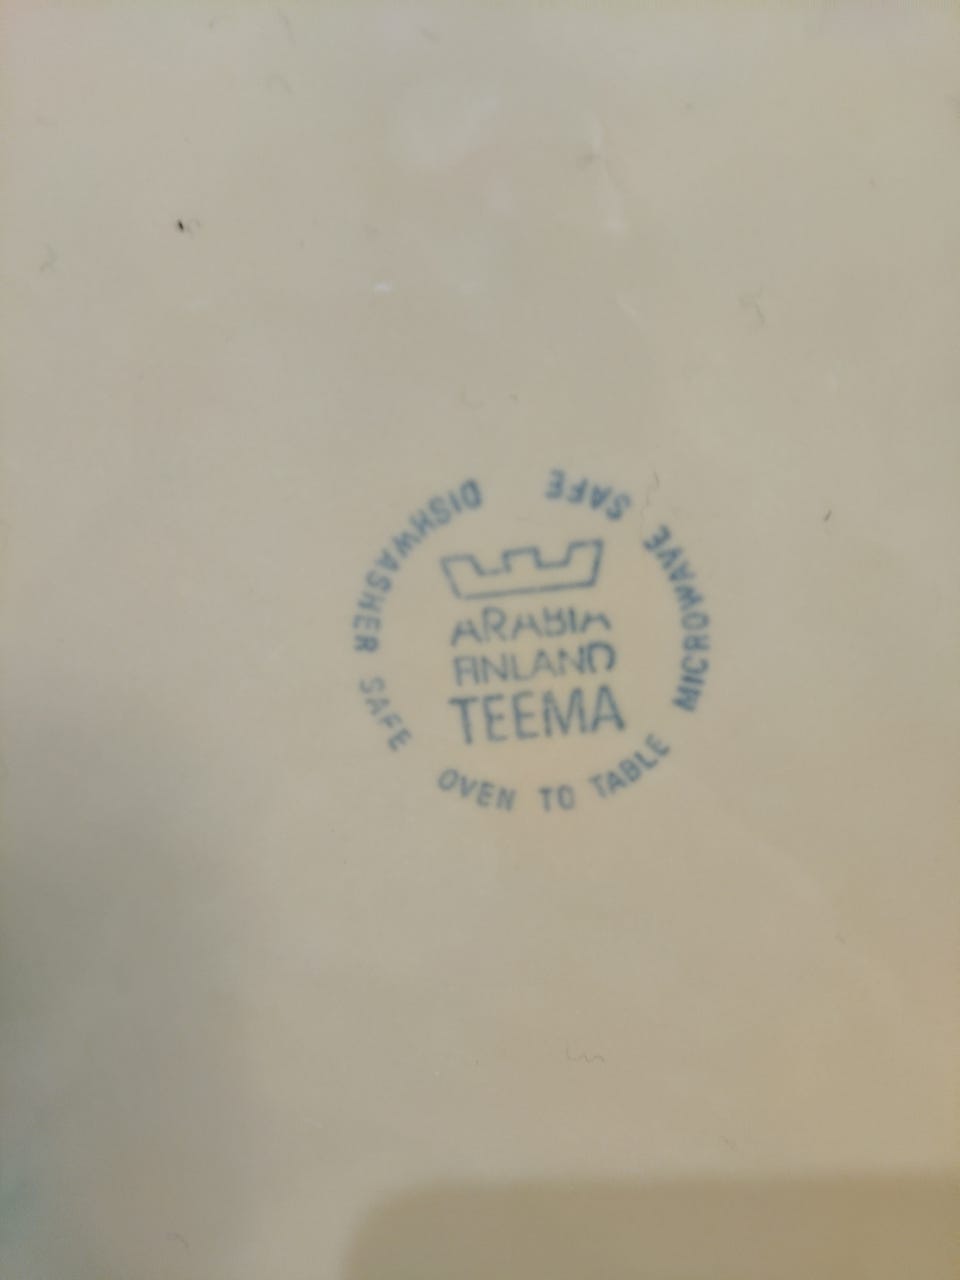 ARABIA
FINLAND
TEEMA
DISHWASHER SAFE
OVEN TO TABLE
MICROWAVE SAFE